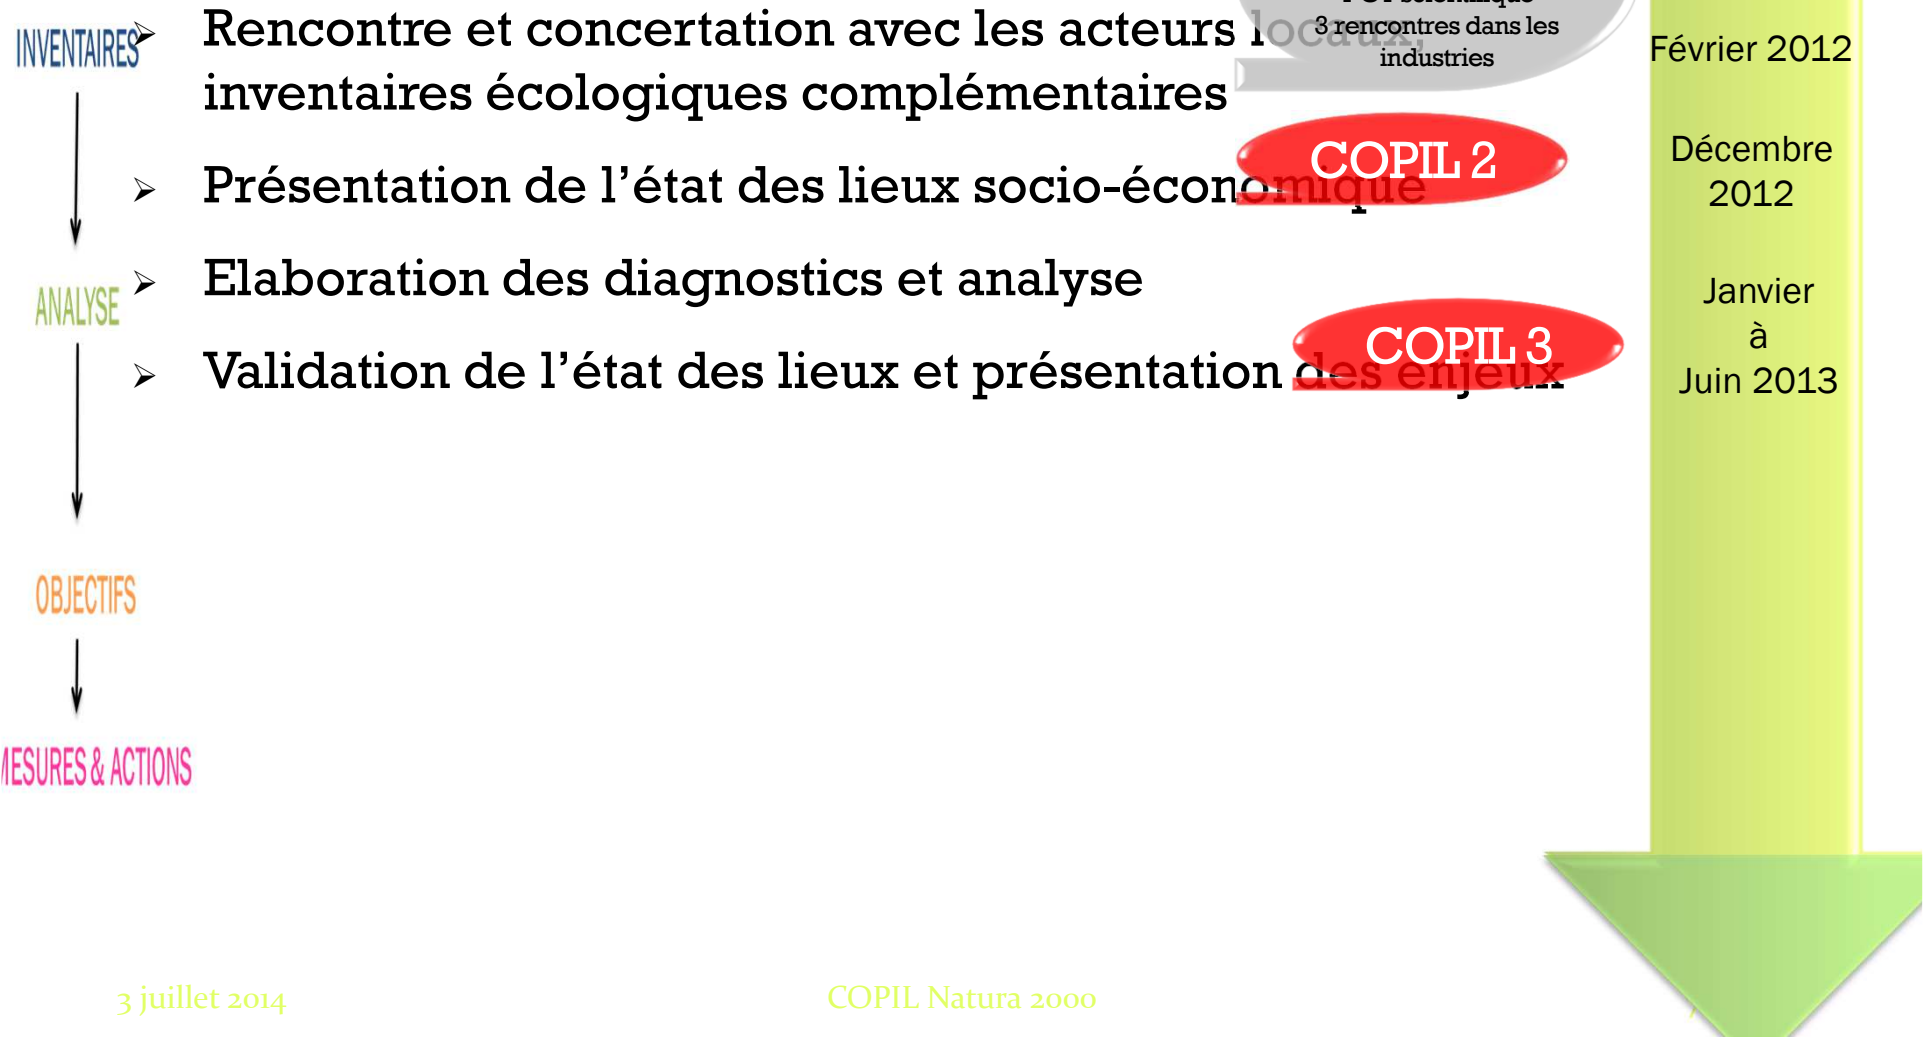 3 rencontres dans les
industries
INVENTAIRES
➢ Rencontre et concertation avec les acteurs locaux,
inventaires écologiques complémentaires
Février 2012
COPIL 2
➢ Présentation de l’état des lieux socio-économique
Décembre
2012
ANALYSE
➢ Elaboration des diagnostics et analyse
COPIL 3
➢ Validation de l’état des lieux et présentation des enjeux
Janvier
à
Juin 2013
OBJECTIFS
MESURES & ACTIONS
3 juillet 2014
COPIL Natura 2000